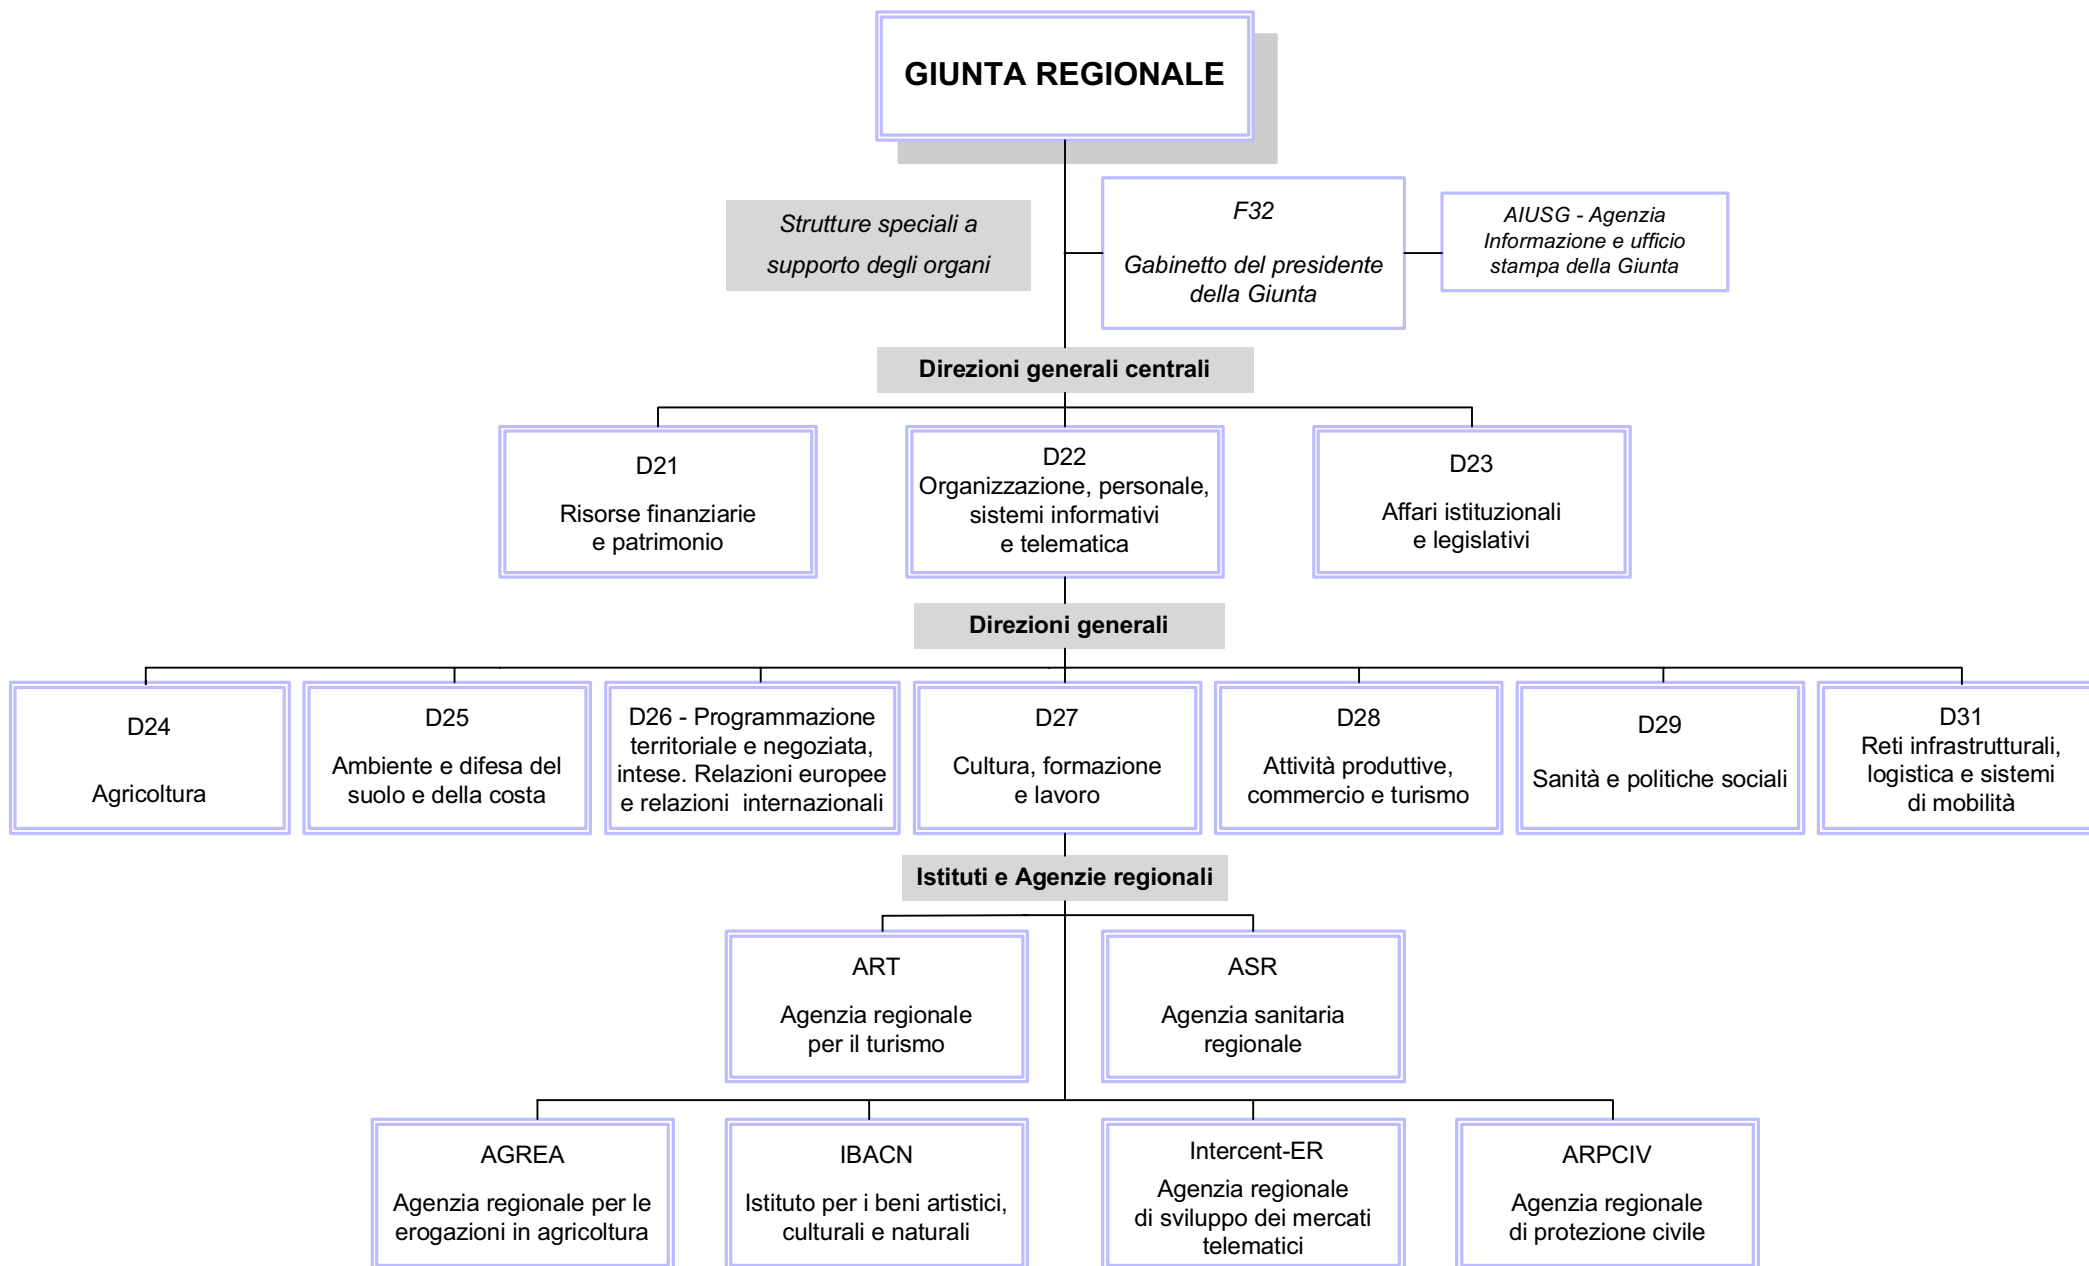 GIUNTA REGIONALE
Strutture speciali a
supporto degli organi
F32
Gabinetto del presidente
della Giunta
AIUSG - Agenzia
Informazione e ufficio
stampa della Giunta
Direzioni generali centrali
D21
Risorse finanziarie
e patrimonio
D22
Organizzazione, personale,
sistemi informativi
e telematica
D23
Affari istituzionali
e legislativi
Direzioni generali
D24
Agricoltura
D25
Ambiente e difesa del
suolo e della costa
D26 - Programmazione
territoriale e negoziata,
intese. Relazioni europee
e relazioni internazionali
D27
Cultura, formazione
e lavoro
D28
Attività produttive,
commercio e turismo
D29
Sanità e politiche sociali
D31
Reti infrastrutturali,
logistica e sistemi
di mobilità
Istituti e Agenzie regionali
ART
Agenzia regionale
per il turismo
ASR
Agenzia sanitaria
regionale
AGREA
Agenzia regionale per le
erogazioni in agricoltura
IBACN
Istituto per i beni artistici,
culturali e naturali
Intercent-ER
Agenzia regionale
di sviluppo dei mercati
telematici
ARPCIV
Agenzia regionale
di protezione civile